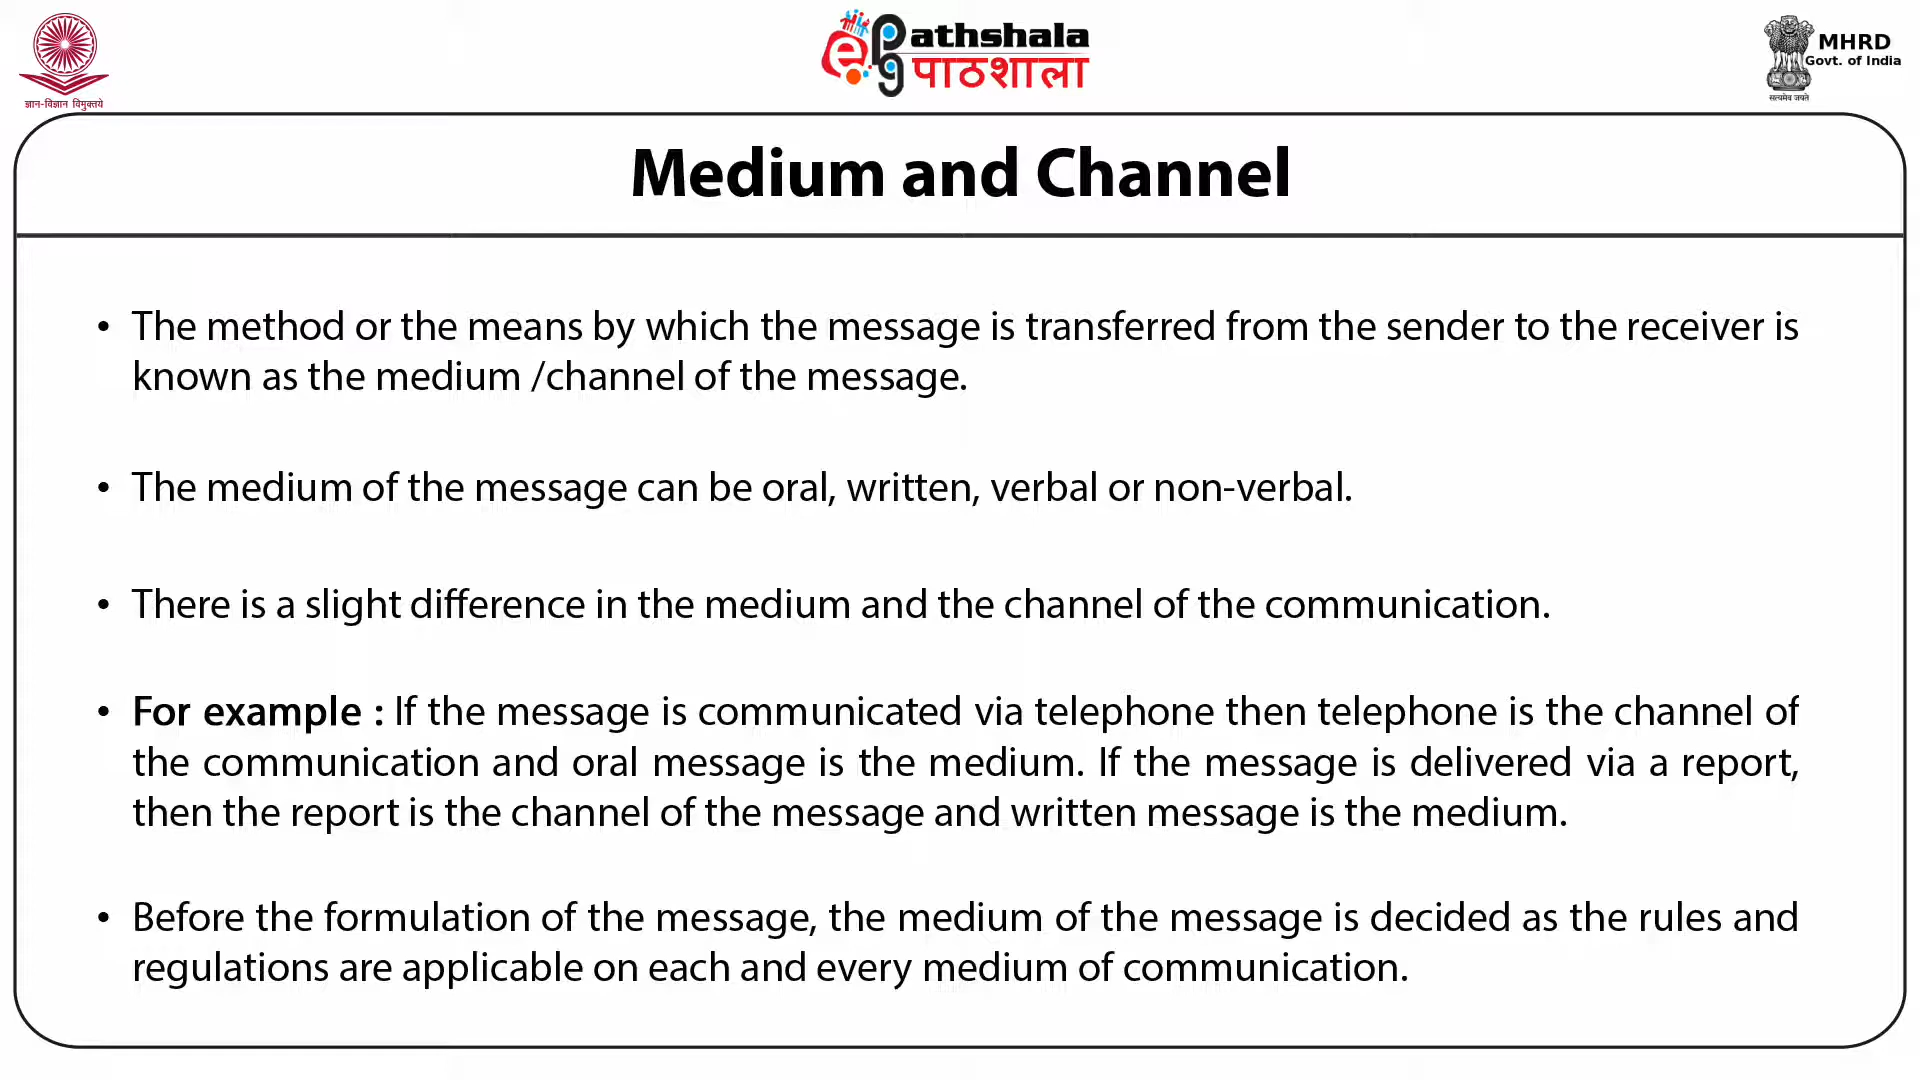 ज्ञान-विज्ञान विमुक्तये
e PG athshala
पाठशाला
MHRD
Govt. of India
सत्यमेव जयते
Medium and Channel
• The method or the means by which the message is transferred from the sender to the receiver is
known as the medium /channel of the message.
• The medium of the message can be oral, written, verbal or non-verbal.
• There is a slight difference in the medium and the channel of the communication.
• For example : If the message is communicated via telephone then telephone is the channel of
the communication and oral message is the medium. If the message is delivered via a report,
then the report is the channel of the message and written message is the medium.
• Before the formulation of the message, the medium of the message is decided as the rules and
regulations are applicable on each and every medium of communication.